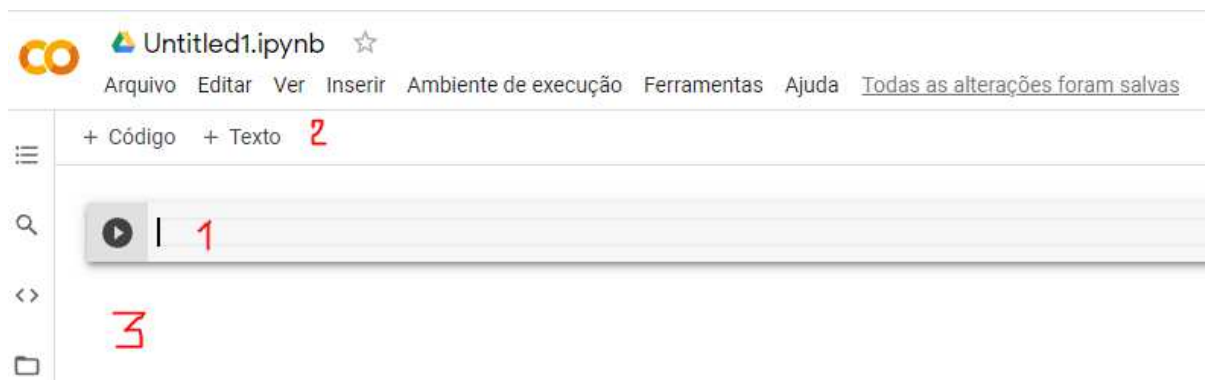 CO Untitled1.ipynb
Arquivo Editar Ver Inserir Ambiente de execução Ferramentas Ajuda Todas as alterações foram salvas
+ Código + Texto 2
1
3